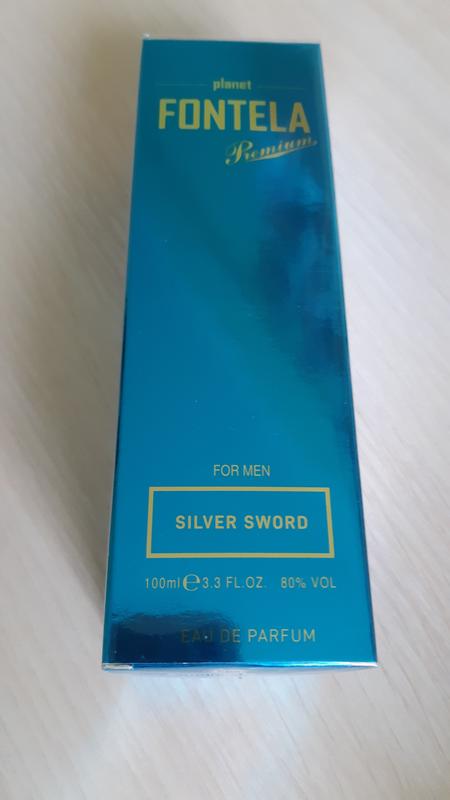 planet
FONTELA
Premium
FOR MEN
SILVER SWORD
100ml e 3.3 FL.OZ. 80% VOL
EAU DE PARFUM